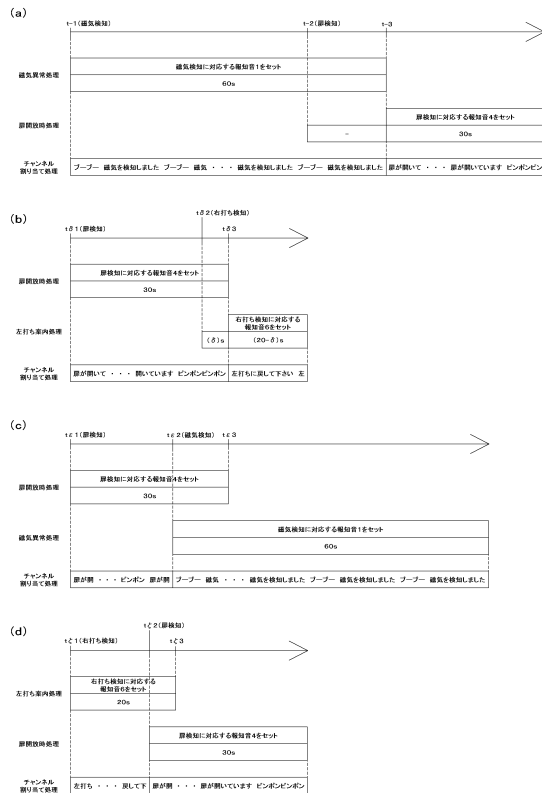 (a)
t-1(磁気検知)
t-2(扉検知)
t-3
磁気異常処理
磁気検知に対応する報知音1をセット
60s
扉開放時処理
扉検知に対応する報知音4をセット
-
30s
チャンネル
割り当て処理
ブーブー 磁気を検知しました ブーブー 磁気 ・・・ 磁気を検知しました ブーブー 磁気を検知しました
扉が開いて ・・・ 扉が開いています ピンポンピン
(b)
tδ2(右打ち検知)
tδ1(扉検知)
tδ3
扉開放時処理
扉検知に対応する報知音4をセット
30s
左打ち案内処理
右打ち検知に対応する
報知音6をセット
(δ)s
(20-δ)s
チャンネル
割り当て処理
扉が開いて ・・・ 開いています ピンポンピンポン
左打ちに戻して下さい 左
(c)
tε1(扉検知)
tε2(磁気検知)
tε3
扉開放時処理
扉検知に対応する報知音4をセット
30s
磁気異常処理
磁気検知に対応する報知音1をセット
60s
チャンネル
割り当て処理
扉が開 ・・・ ピンポン 扉が開
ブーブー 磁気 ・・・ 磁気を検知しました ブーブー 磁気を検知しました ブーブー 磁気を検知しました
(d)
tζ2(扉検知)
tζ1(右打ち検知)
tζ3
左打ち案内処理
右打ち検知に対応する
報知音6をセット
20s
扉開放時処理
扉検知に対応する報知音4をセット
30s
チャンネル
割り当て処理
左打ち ・・・ 戻して下
扉が開 ・・・ 扉が開いています ピンポンピンポン